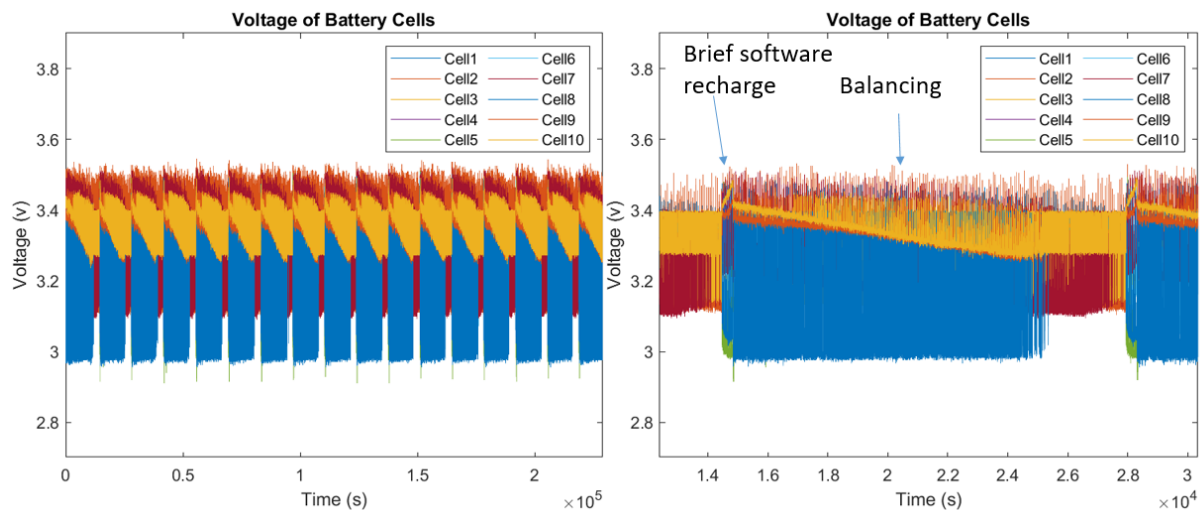 Voltage of Battery Cells
3.8
3.6
3.4
3.2
3
2.8
Voltage (v)
Cell1 Cell6
Cell2 Cell7
Cell3 Cell8
Cell4 Cell9
Cell5 Cell10
0 0.5 1 1.5 2
×10^5
Time (s)
Voltage of Battery Cells
Brief software
recharge
Balancing
3.8
3.6
3.4
3.2
3
2.8
Voltage (v)
Cell1 Cell6
Cell2 Cell7
Cell3 Cell8
Cell4 Cell9
Cell5 Cell10
1.4 1.6 1.8 2 2.2 2.4 2.6 2.8 3
×10^4
Time (s)